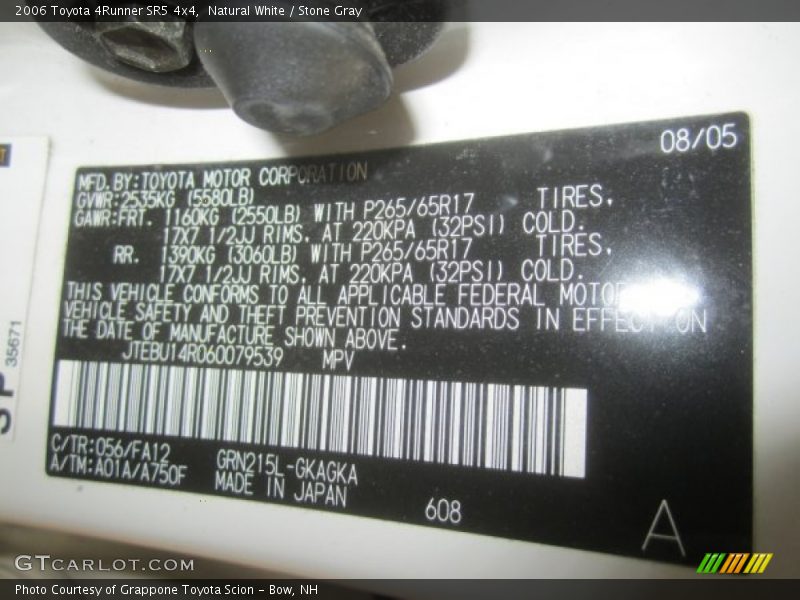 2006 Toyota 4Runner SR5 4x4, Natural White / Stone Gray
08/05
MFD. BY: TOYOTA MOTOR CORPORATION
GVWR: 2535KG (5580LB)
GAWR: FRT. 1160KG (2550LB) WITH P265/65R17 TIRES,
17X7 1/2JJ RIMS, AT 220KPA (32PSI) COLD.
RR. 1390KG (3060LB) WITH P265/65R17 TIRES,
17X7 1/2JJ RIMS, AT 220KPA (32PSI) COLD.
THIS VEHICLE CONFORMS TO ALL APPLICABLE FEDERAL MOTOR
VEHICLE SAFETY AND THEFT PREVENTION STANDARDS IN EFFECT ON
THE DATE OF MANUFACTURE SHOWN ABOVE.
JTEBU14R060079539 MPV
C/TR: 056/FA12 GRN215L-GKAGKA
A/TM: A01A/A750F MADE IN JAPAN
608
A
35671
GTCARLOT.COM
Photo Courtesy of Grappone Toyota Scion - Bow, NH